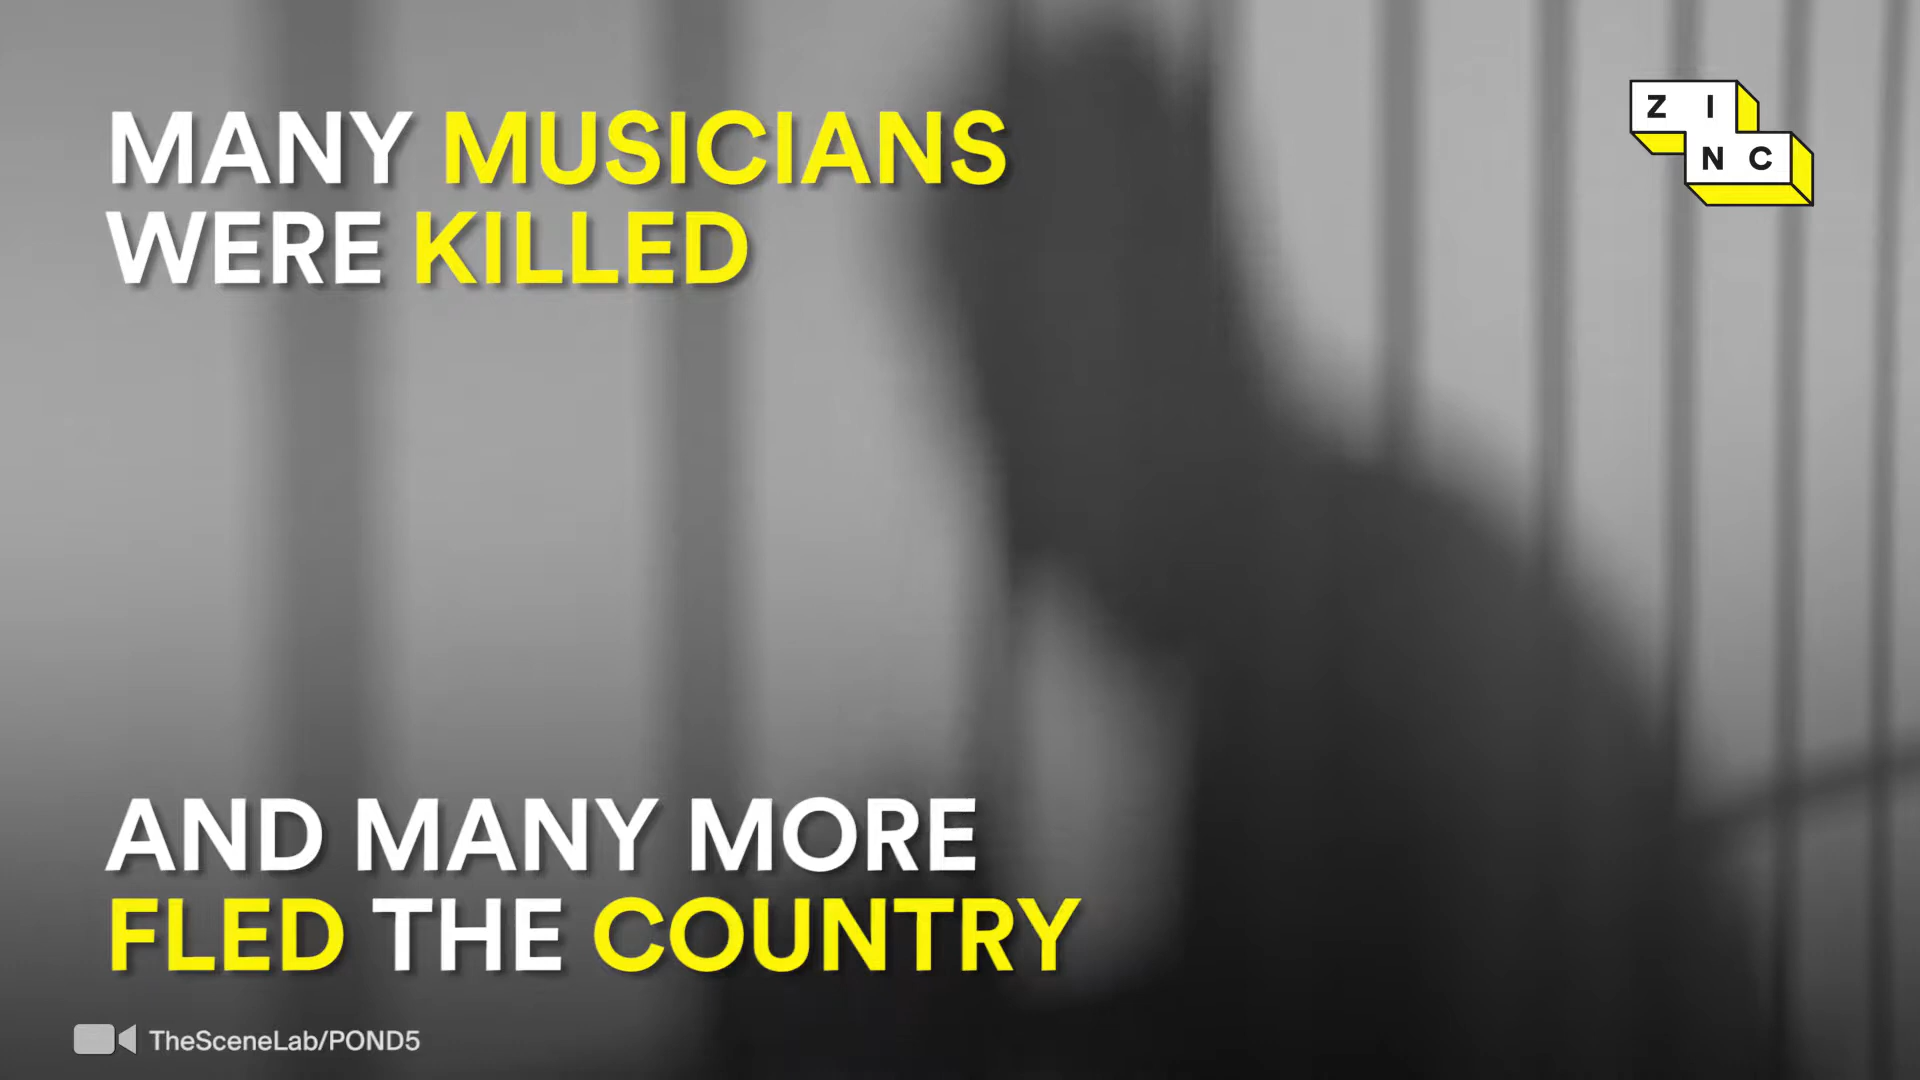 MANY MUSICIANS
WERE KILLED
Z I
N C
AND MANY MORE
FLED THE COUNTRY
TheSceneLab/POND5